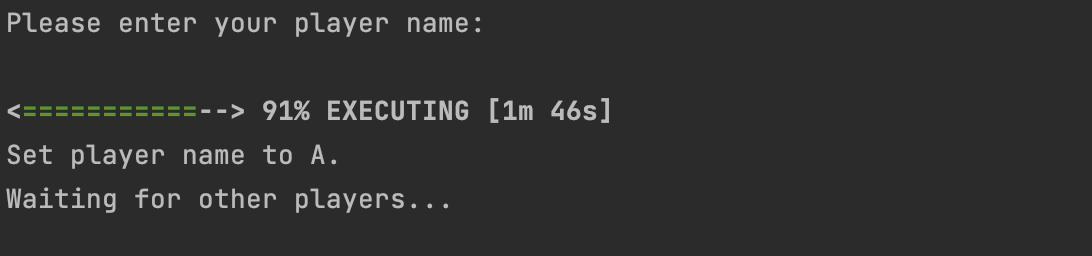 Please enter your player name:
<===========--> 91% EXECUTING [1m 46s]
Set player name to A.
Waiting for other players...